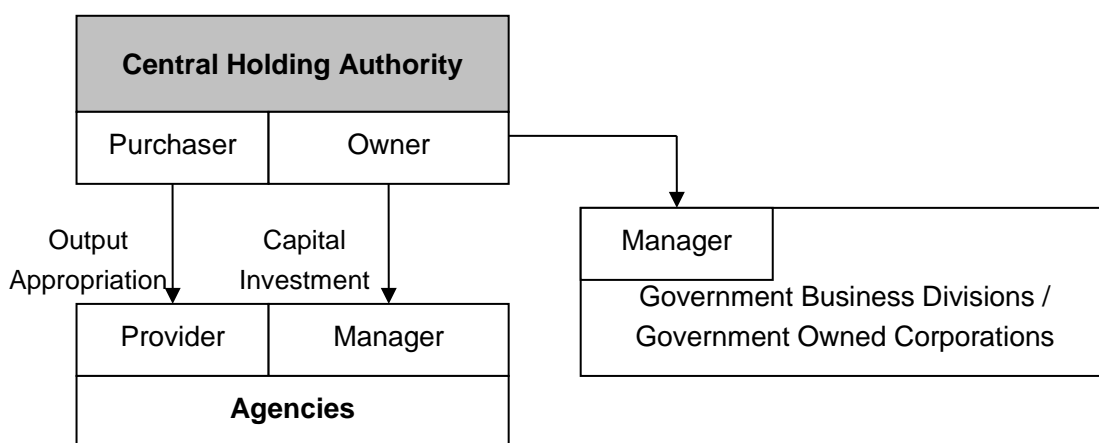 Central Holding Authority
Purchaser
Owner
Output
Appropriation
Capital
Investment
Manager
Government Business Divisions /
Government Owned Corporations
Provider
Manager
Agencies